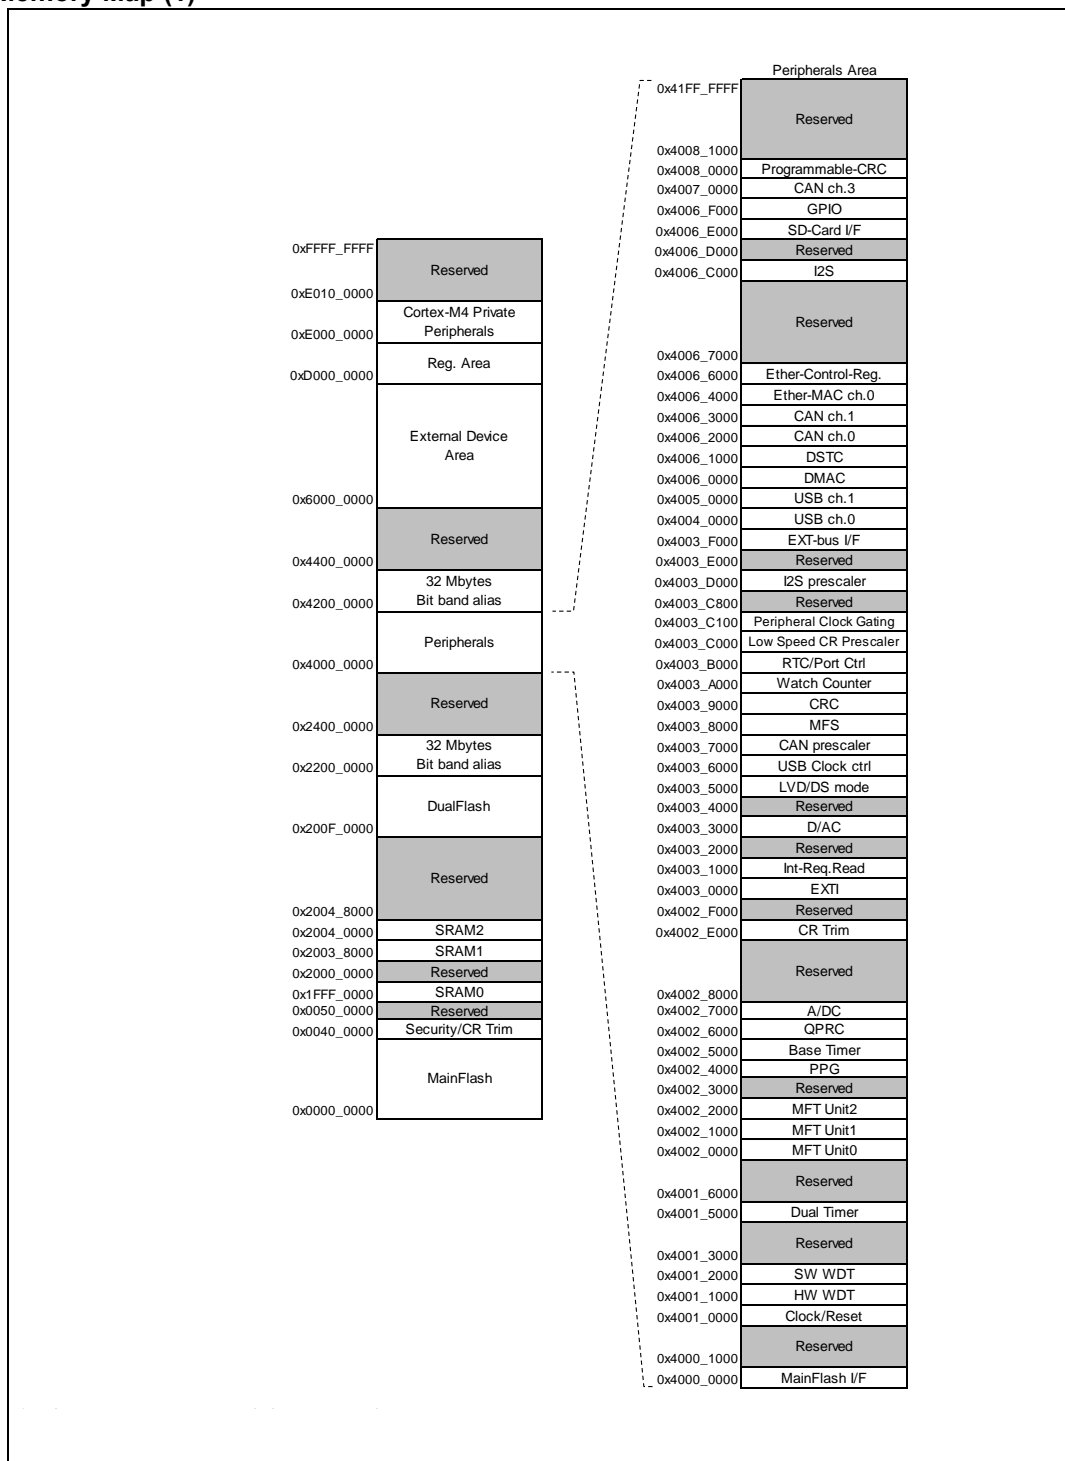 0xFFFF_FFFF
Reserved
0xE010_0000
Cortex-M4 Private
Peripherals
0xE000_0000
Reg. Area
0xD000_0000
External Device
Area
0x6000_0000
Reserved
0x4400_0000
32 Mbytes
Bit band alias
0x4200_0000
Peripherals
0x4000_0000
Reserved
0x2400_0000
32 Mbytes
Bit band alias
0x2200_0000
DualFlash
0x200F_0000
Reserved
0x2004_8000
0x2004_0000 SRAM2
0x2003_8000 SRAM1
0x2000_0000 Reserved
0x1FFF_0000 SRAM0
0x0050_0000 Reserved
0x0040_0000 Security/CR Trim
MainFlash
0x0000_0000
Peripherals Area
0x41FF_FFFF
Reserved
0x4008_1000
0x4008_0000 Programmable-CRC
0x4007_0000 CAN ch.3
0x4006_F000 GPIO
0x4006_E000 SD-Card I/F
0x4006_D000 Reserved
0x4006_C000 I2S
Reserved
0x4006_7000
0x4006_6000 Ether-Control-Reg.
0x4006_4000 Ether-MAC ch.0
0x4006_3000 CAN ch.1
0x4006_2000 CAN ch.0
0x4006_1000 DSTC
0x4006_0000 DMAC
0x4005_0000 USB ch.1
0x4004_0000 USB ch.0
0x4003_F000 EXT-bus I/F
0x4003_E000 Reserved
0x4003_D000 I2S prescaler
0x4003_C800 Reserved
0x4003_C100 Peripheral Clock Gating
0x4003_C000 Low Speed CR Prescaler
0x4003_B000 RTC/Port Ctrl
0x4003_A000 Watch Counter
0x4003_9000 CRC
0x4003_8000 MFS
0x4003_7000 CAN prescaler
0x4003_6000 USB Clock ctrl
0x4003_5000 LVD/DS mode
0x4003_4000 Reserved
0x4003_3000 D/AC
0x4003_2000 Reserved
0x4003_1000 Int-Req.Read
0x4003_0000 EXTI
0x4002_F000 Reserved
0x4002_E000 CR Trim
Reserved
0x4002_8000
0x4002_7000 A/DC
0x4002_6000 QPRC
0x4002_5000 Base Timer
0x4002_4000 PPG
0x4002_3000 Reserved
0x4002_2000 MFT Unit2
0x4002_1000 MFT Unit1
0x4002_0000 MFT Unit0
Reserved
0x4001_6000
0x4001_5000 Dual Timer
Reserved
0x4001_3000
0x4001_2000 SW WDT
0x4001_1000 HW WDT
0x4001_0000 Clock/Reset
Reserved
0x4000_1000
0x4000_0000 MainFlash I/F